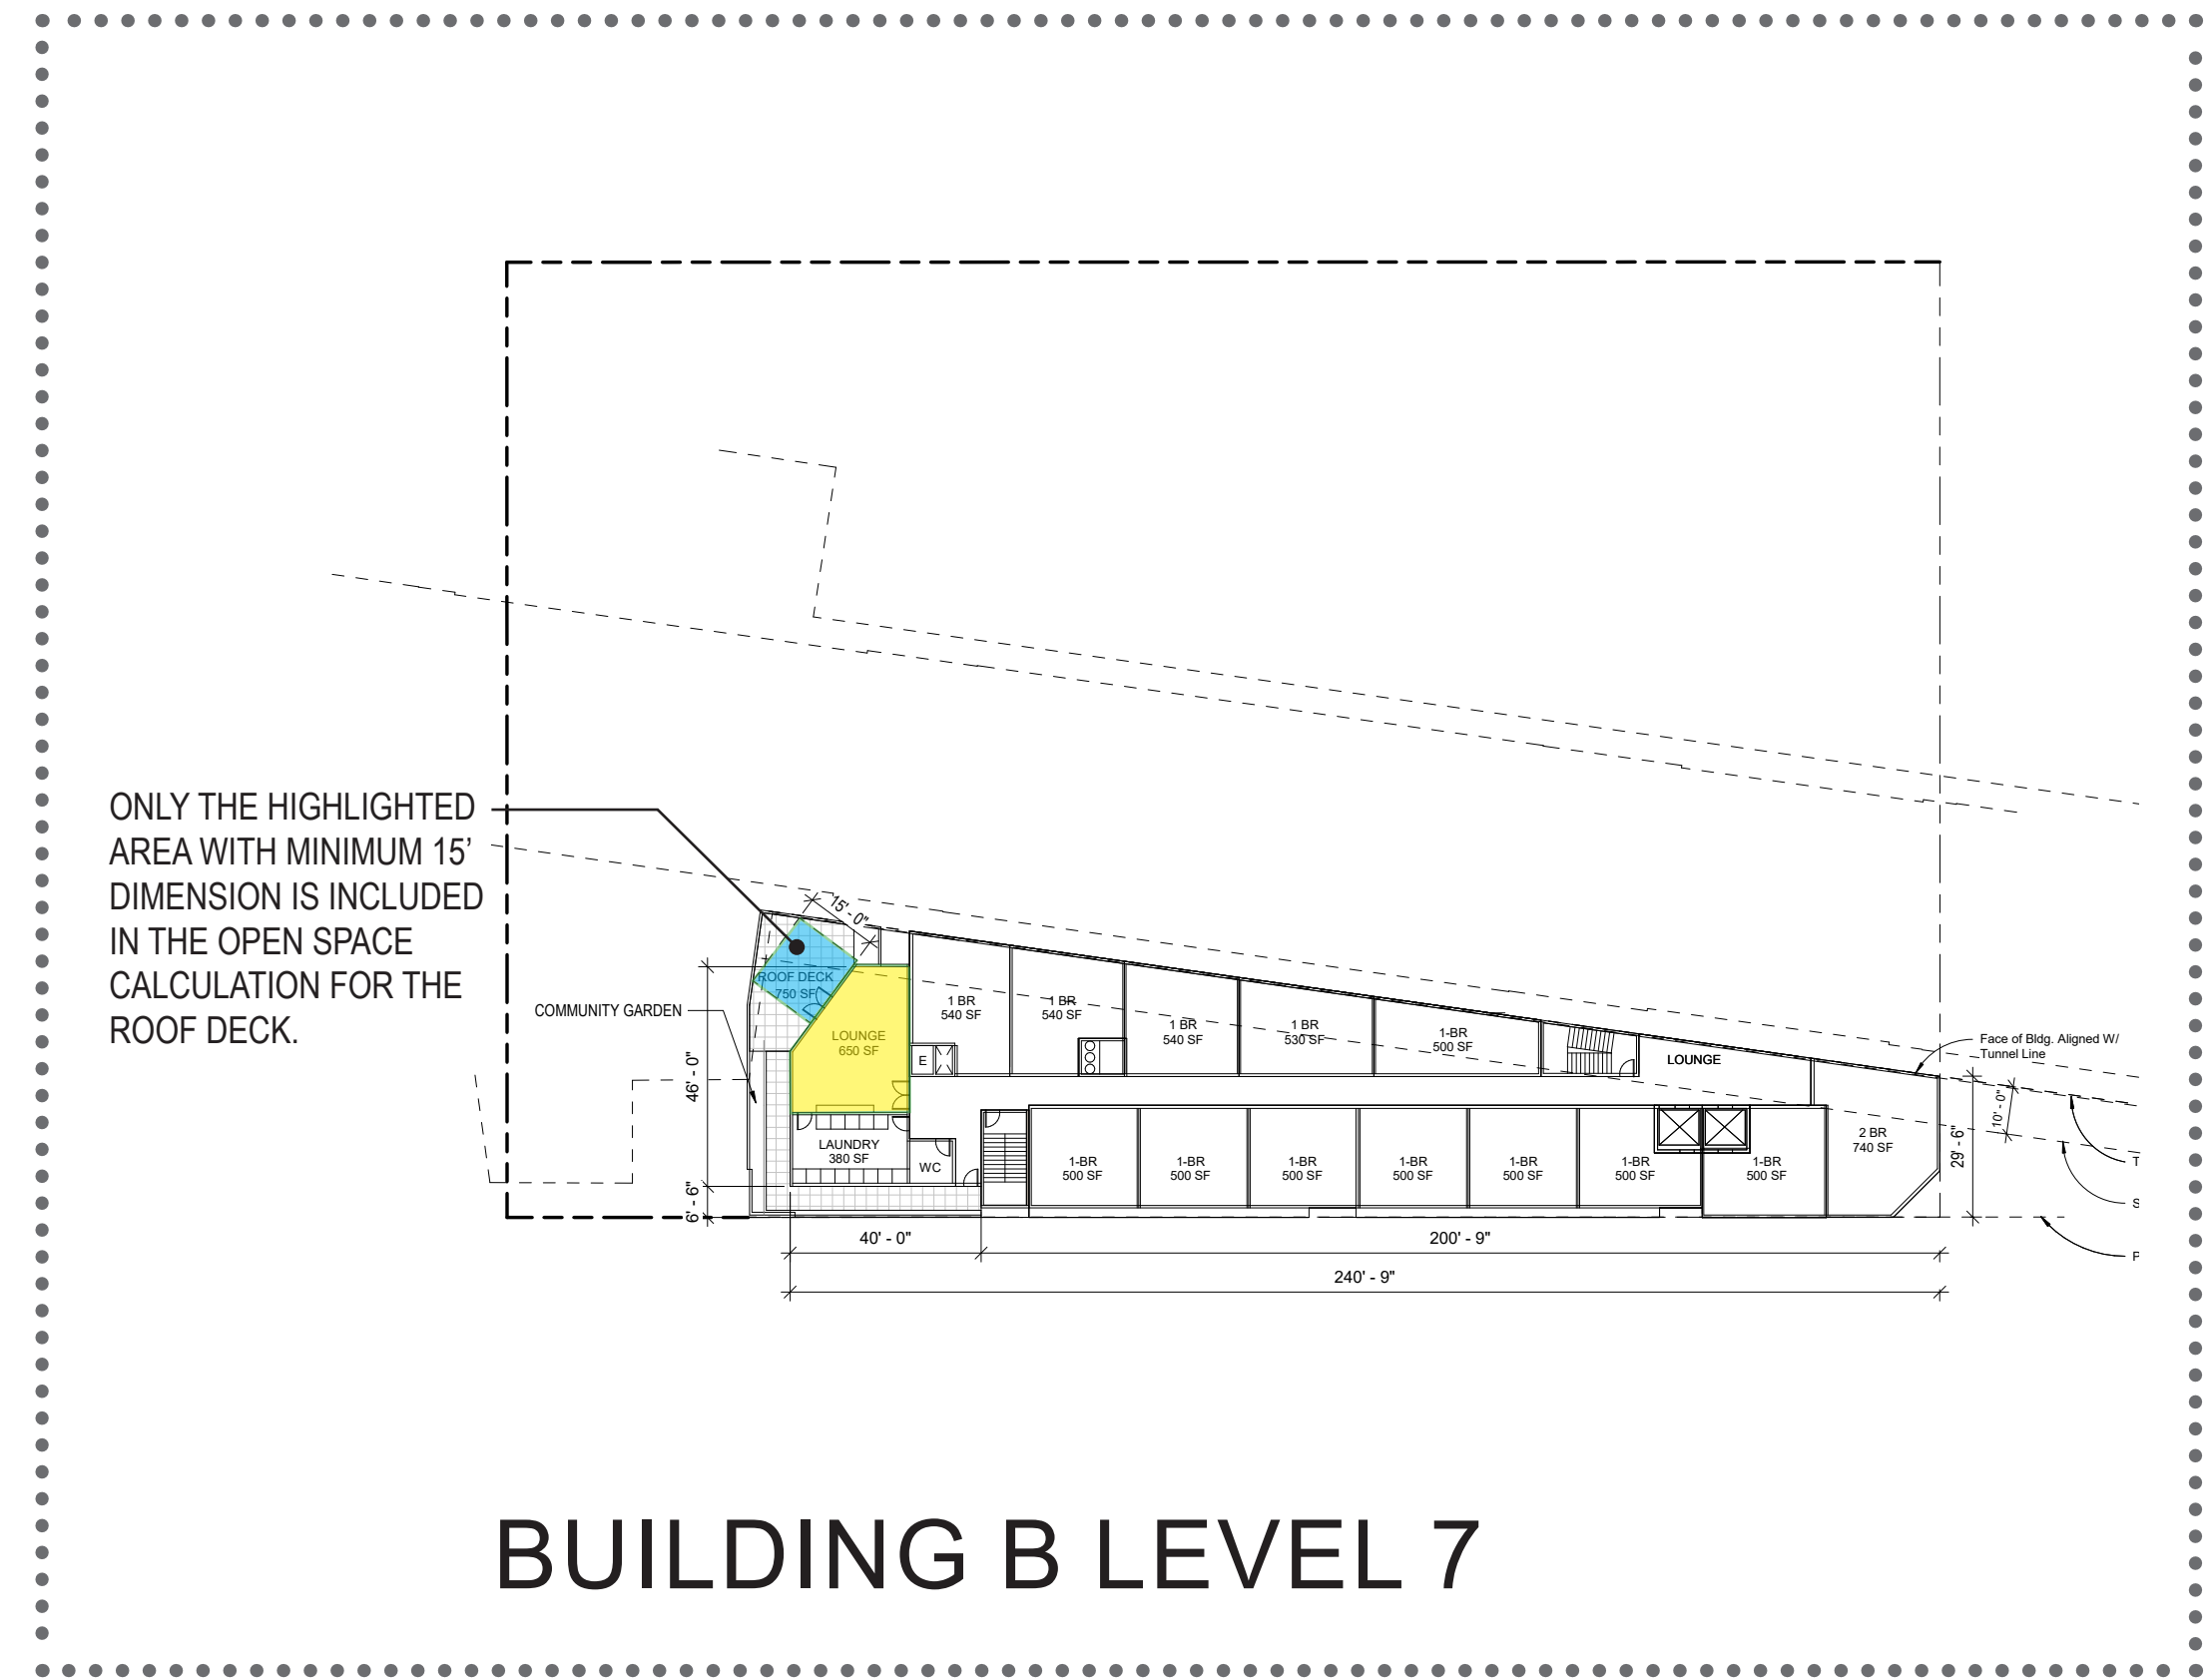 ONLY THE HIGHLIGHTED
AREA WITH MINIMUM 15'
DIMENSION IS INCLUDED
IN THE OPEN SPACE
CALCULATION FOR THE
ROOF DECK.
COMMUNITY GARDEN
15' - 0"
ROOF DECK
750 SF
LOUNGE
650 SF
46' - 0"
6' - 6"
LAUNDRY
380 SF
WC
E
1 BR
540 SF
1 BR
540 SF
1 BR
540 SF
1 BR
530 SF
1-BR
500 SF
LOUNGE
1-BR
500 SF
1-BR
500 SF
1-BR
500 SF
1-BR
500 SF
1-BR
500 SF
1-BR
500 SF
1-BR
500 SF
2 BR
740 SF
Face of Bldg. Aligned W/
Tunnel Line
10' - 0"
29' - 6"
T
S
P
40' - 0"
200' - 9"
240' - 9"
BUILDING B LEVEL 7